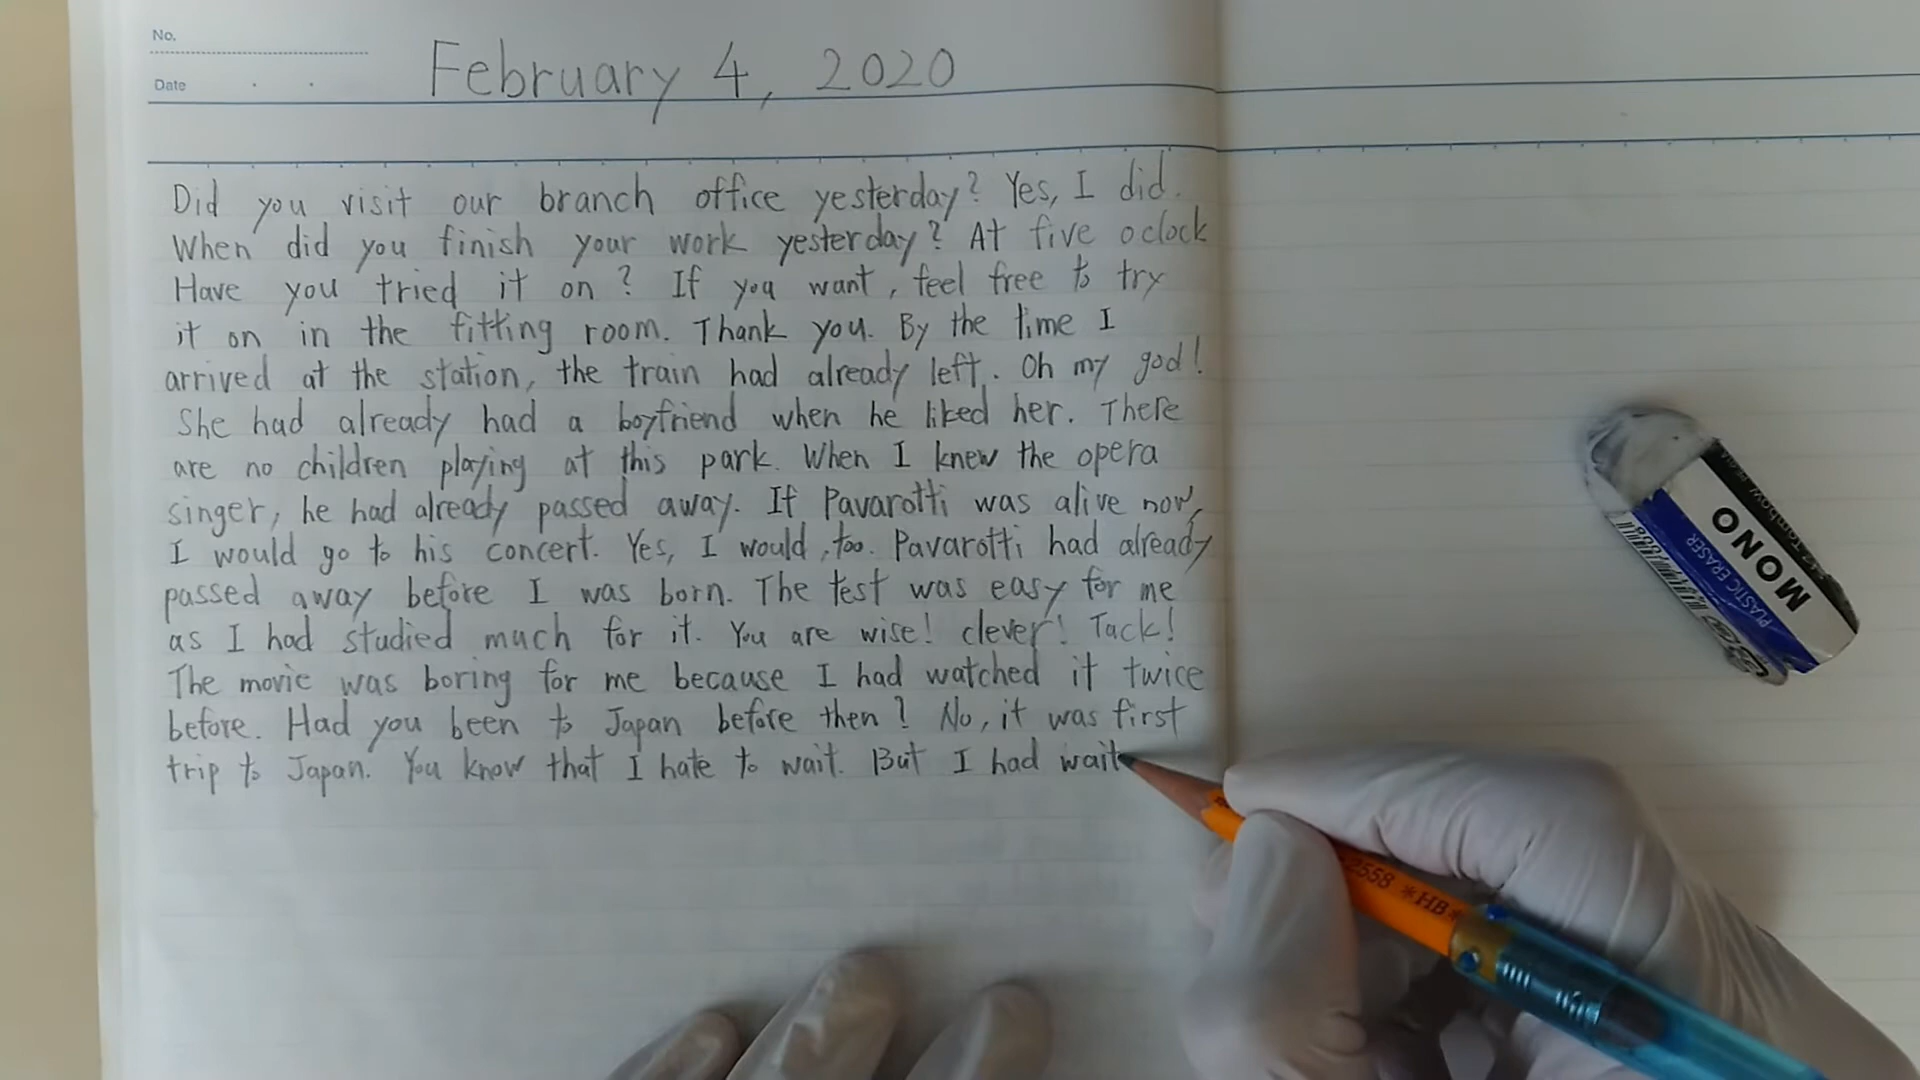 No.
Date
February 4, 2020
Did you visit our branch office yesterday? Yes, I did.
When did you finish your work yesterday? At five oclock
Have you tried it on? If you want, feel free to try
it on in the fitting room. Thank you. By the time I
arrived at the station, the train had already left. Oh my god!
She had already had a boyfriend when he liked her. There
are no children playing at this park. When I knew the opera
singer, he had already passed away. If Pavarotti was alive now,
I would go to his concert. Yes, I would, too. Pavarotti had already
passed away before I was born. The test was easy for me
as I had studied much for it. You are wise! clever! Tack!
The movie was boring for me because I had watched it twice
before. Had you been to Japan before then? No, it was first
trip to Japan. You know that I hate to wait. But I had wait
MONO
PLASTIC ERASER
Tombow
2558 *HB*